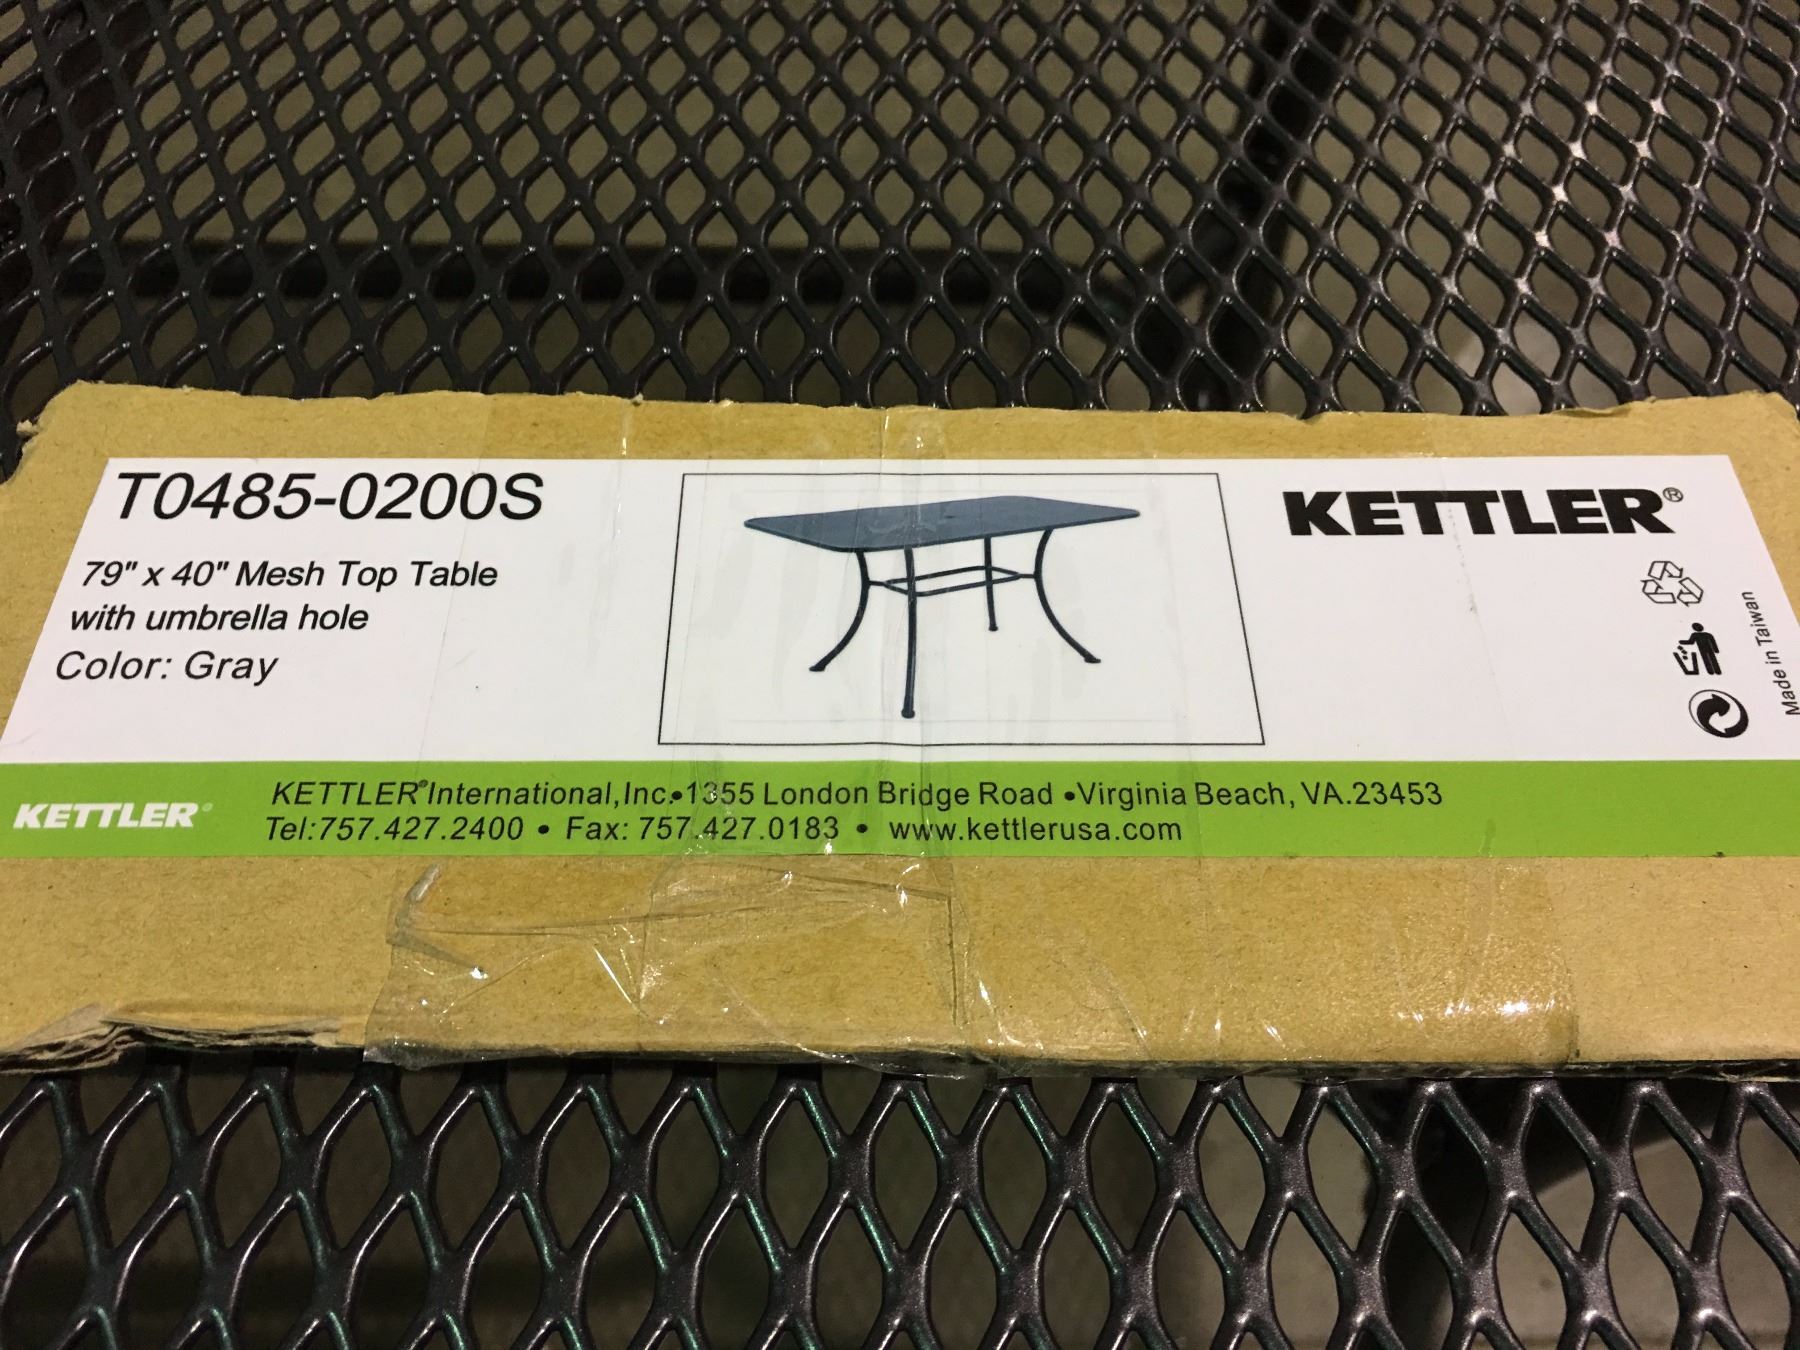 T0485-0200S
79" x 40" Mesh Top Table
with umbrella hole
Color: Gray
KETTLER®
Made in Taiwan
KETTLER®
KETTLER®International,Inc.•1355 London Bridge Road •Virginia Beach, VA.23453
Tel:757.427.2400 • Fax: 757.427.0183 • www.kettlerusa.com